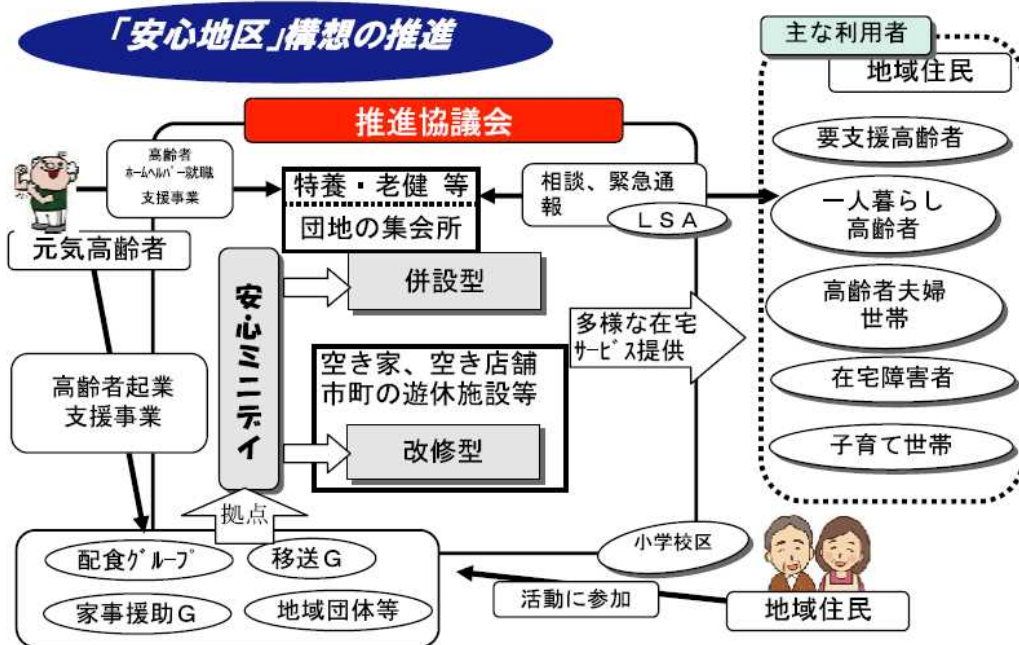 「安心地区」構想の推進
主な利用者
地域住民
推進協議会
高齢者
ホームヘルパー就職
支援事業
特養・老健 等
団地の集会所
相談、緊急通
報
LSA
要支援高齢者
一人暮らし
高齢者
高齢者夫婦
世帯
在宅障害者
子育て世帯
元気高齢者
安心ミニデイ
併設型
多様な在宅
サービス提供
空き家、空き店舗
市町の遊休施設等
改修型
高齢者起業
支援事業
拠点
配食グループ
移送G
家事援助G
地域団体等
小学校区
活動に参加
地域住民